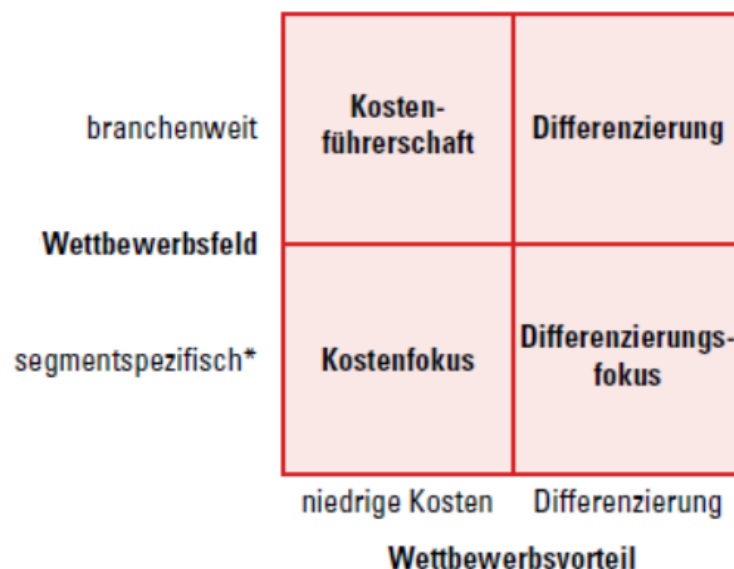 branchenweit
Kosten-
führerschaft
Differenzierung
Wettbewerbsfeld
segmentspezifisch*
Kostenfokus
Differenzierungs-
fokus
niedrige Kosten
Differenzierung
Wettbewerbsvorteil